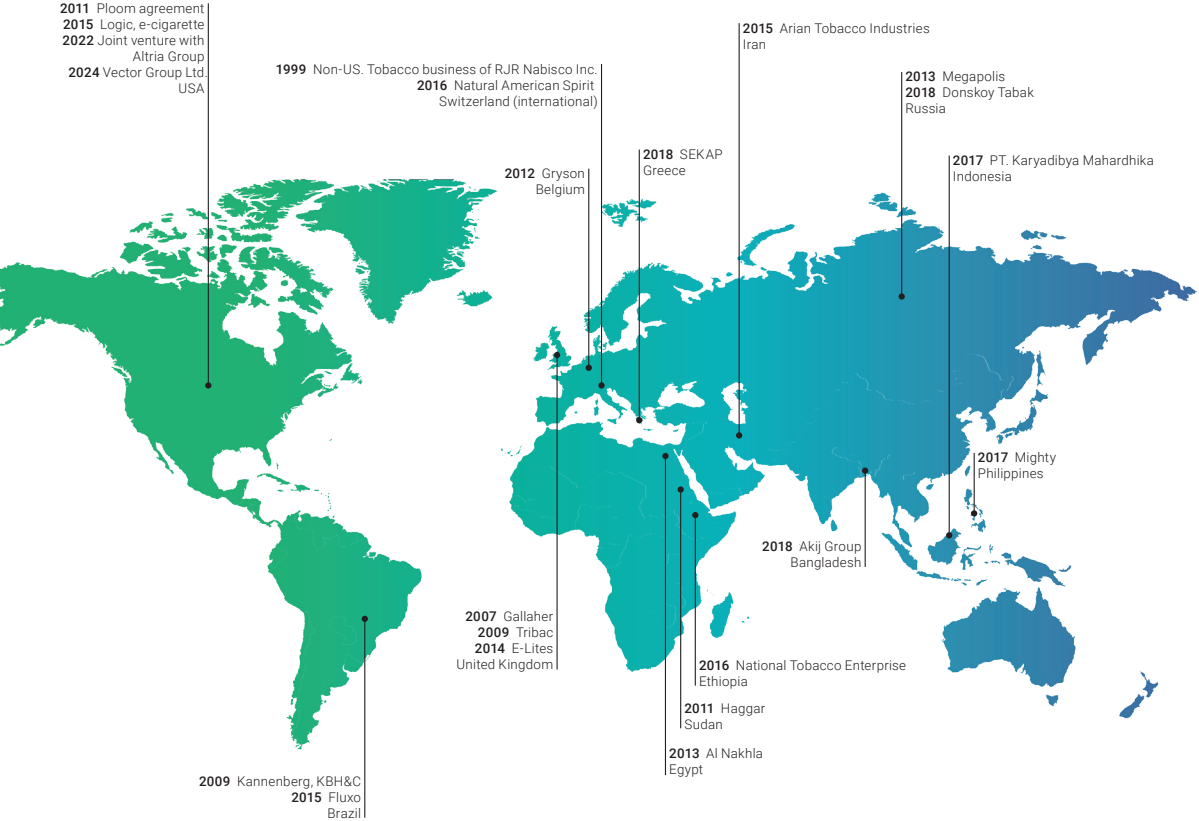 2011 Ploom agreement
2015 Logic, e-cigarette
2022 Joint venture with
Altria Group
2024 Vector Group Ltd.
USA
1999 Non-US. Tobacco business of RJR Nabisco Inc.
2016 Natural American Spirit
Switzerland (international)
2015 Arian Tobacco Industries
Iran
2013 Megapolis
2018 Donskoy Tabak
Russia
2012 Gryson
Belgium
2018 SEKAP
Greece
2017 PT. Karyadibya Mahardhika
Indonesia
2017 Mighty
Philippines
2018 Akij Group
Bangladesh
2007 Gallaher
2009 Tribac
2014 E-Lites
United Kingdom
2016 National Tobacco Enterprise
Ethiopia
2011 Haggar
Sudan
2013 Al Nakhla
Egypt
2009 Kannenberg, KBH&C
2015 Fluxo
Brazil